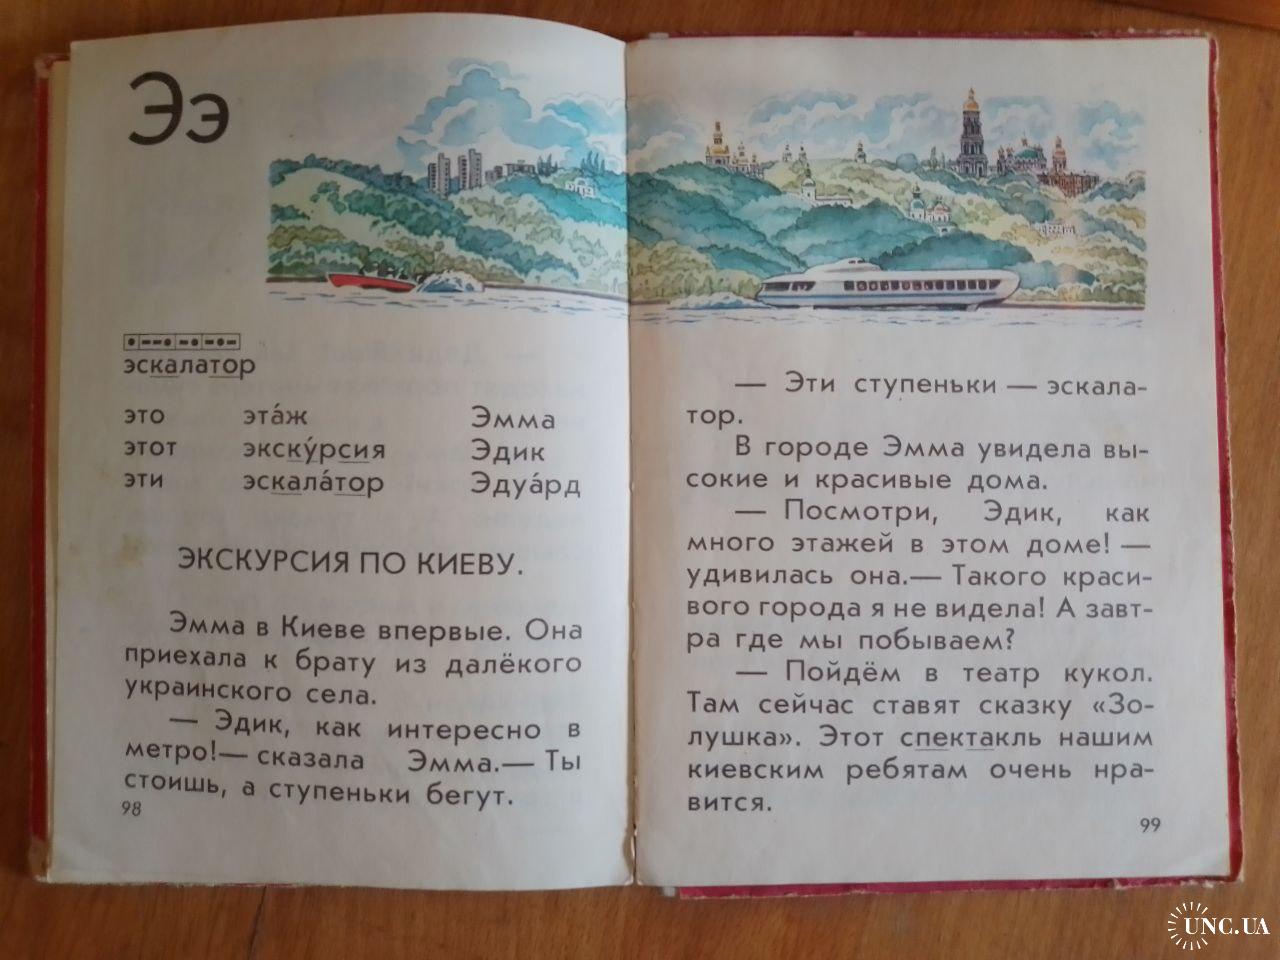 Ээ
эскалатор
это этáж Эмма
этот экскýрсия Эдик
эти эскалáтор Эдуáрд
ЭКСКУРСИЯ ПО КИЕВУ.
Эмма в Киеве впервые. Она
приехала к брату из далёкого
украинского села.
— Эдик, как интересно в
метро!— сказала Эмма.— Ты
стоишь, а ступеньки бегут.
98
— Эти ступеньки — эскала-
тор.
В городе Эмма увидела вы-
сокие и красивые дома.
— Посмотри, Эдик, как
много этажей в этом доме! —
удивилась она.— Такого краси-
вого города я не видела! А завт-
ра где мы побываем?
— Пойдём в театр кукол.
Там сейчас ставят сказку «Зо-
лушка». Этот спектакль нашим
киевским ребятам очень нра-
вится.
99
UNC.UA